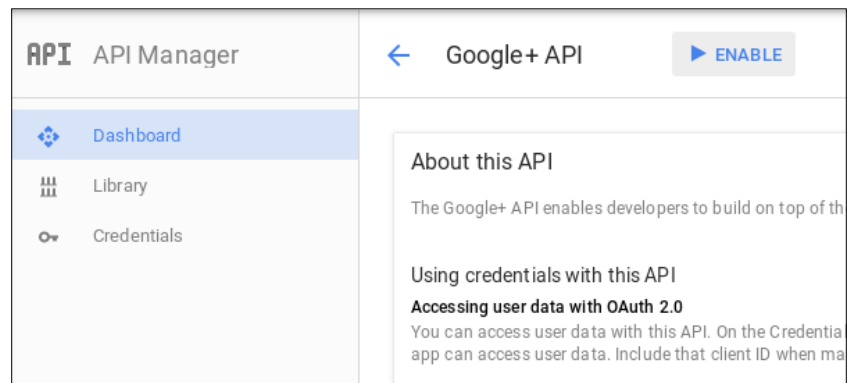 API API Manager
Google+ API
ENABLE
Dashboard
Library
Credentials
About this API
The Google+ API enables developers to build on top of th
Using credentials with this API
Accessing user data with OAuth 2.0
You can access user data with this API. On the Credential
app can access user data. Include that client ID when ma